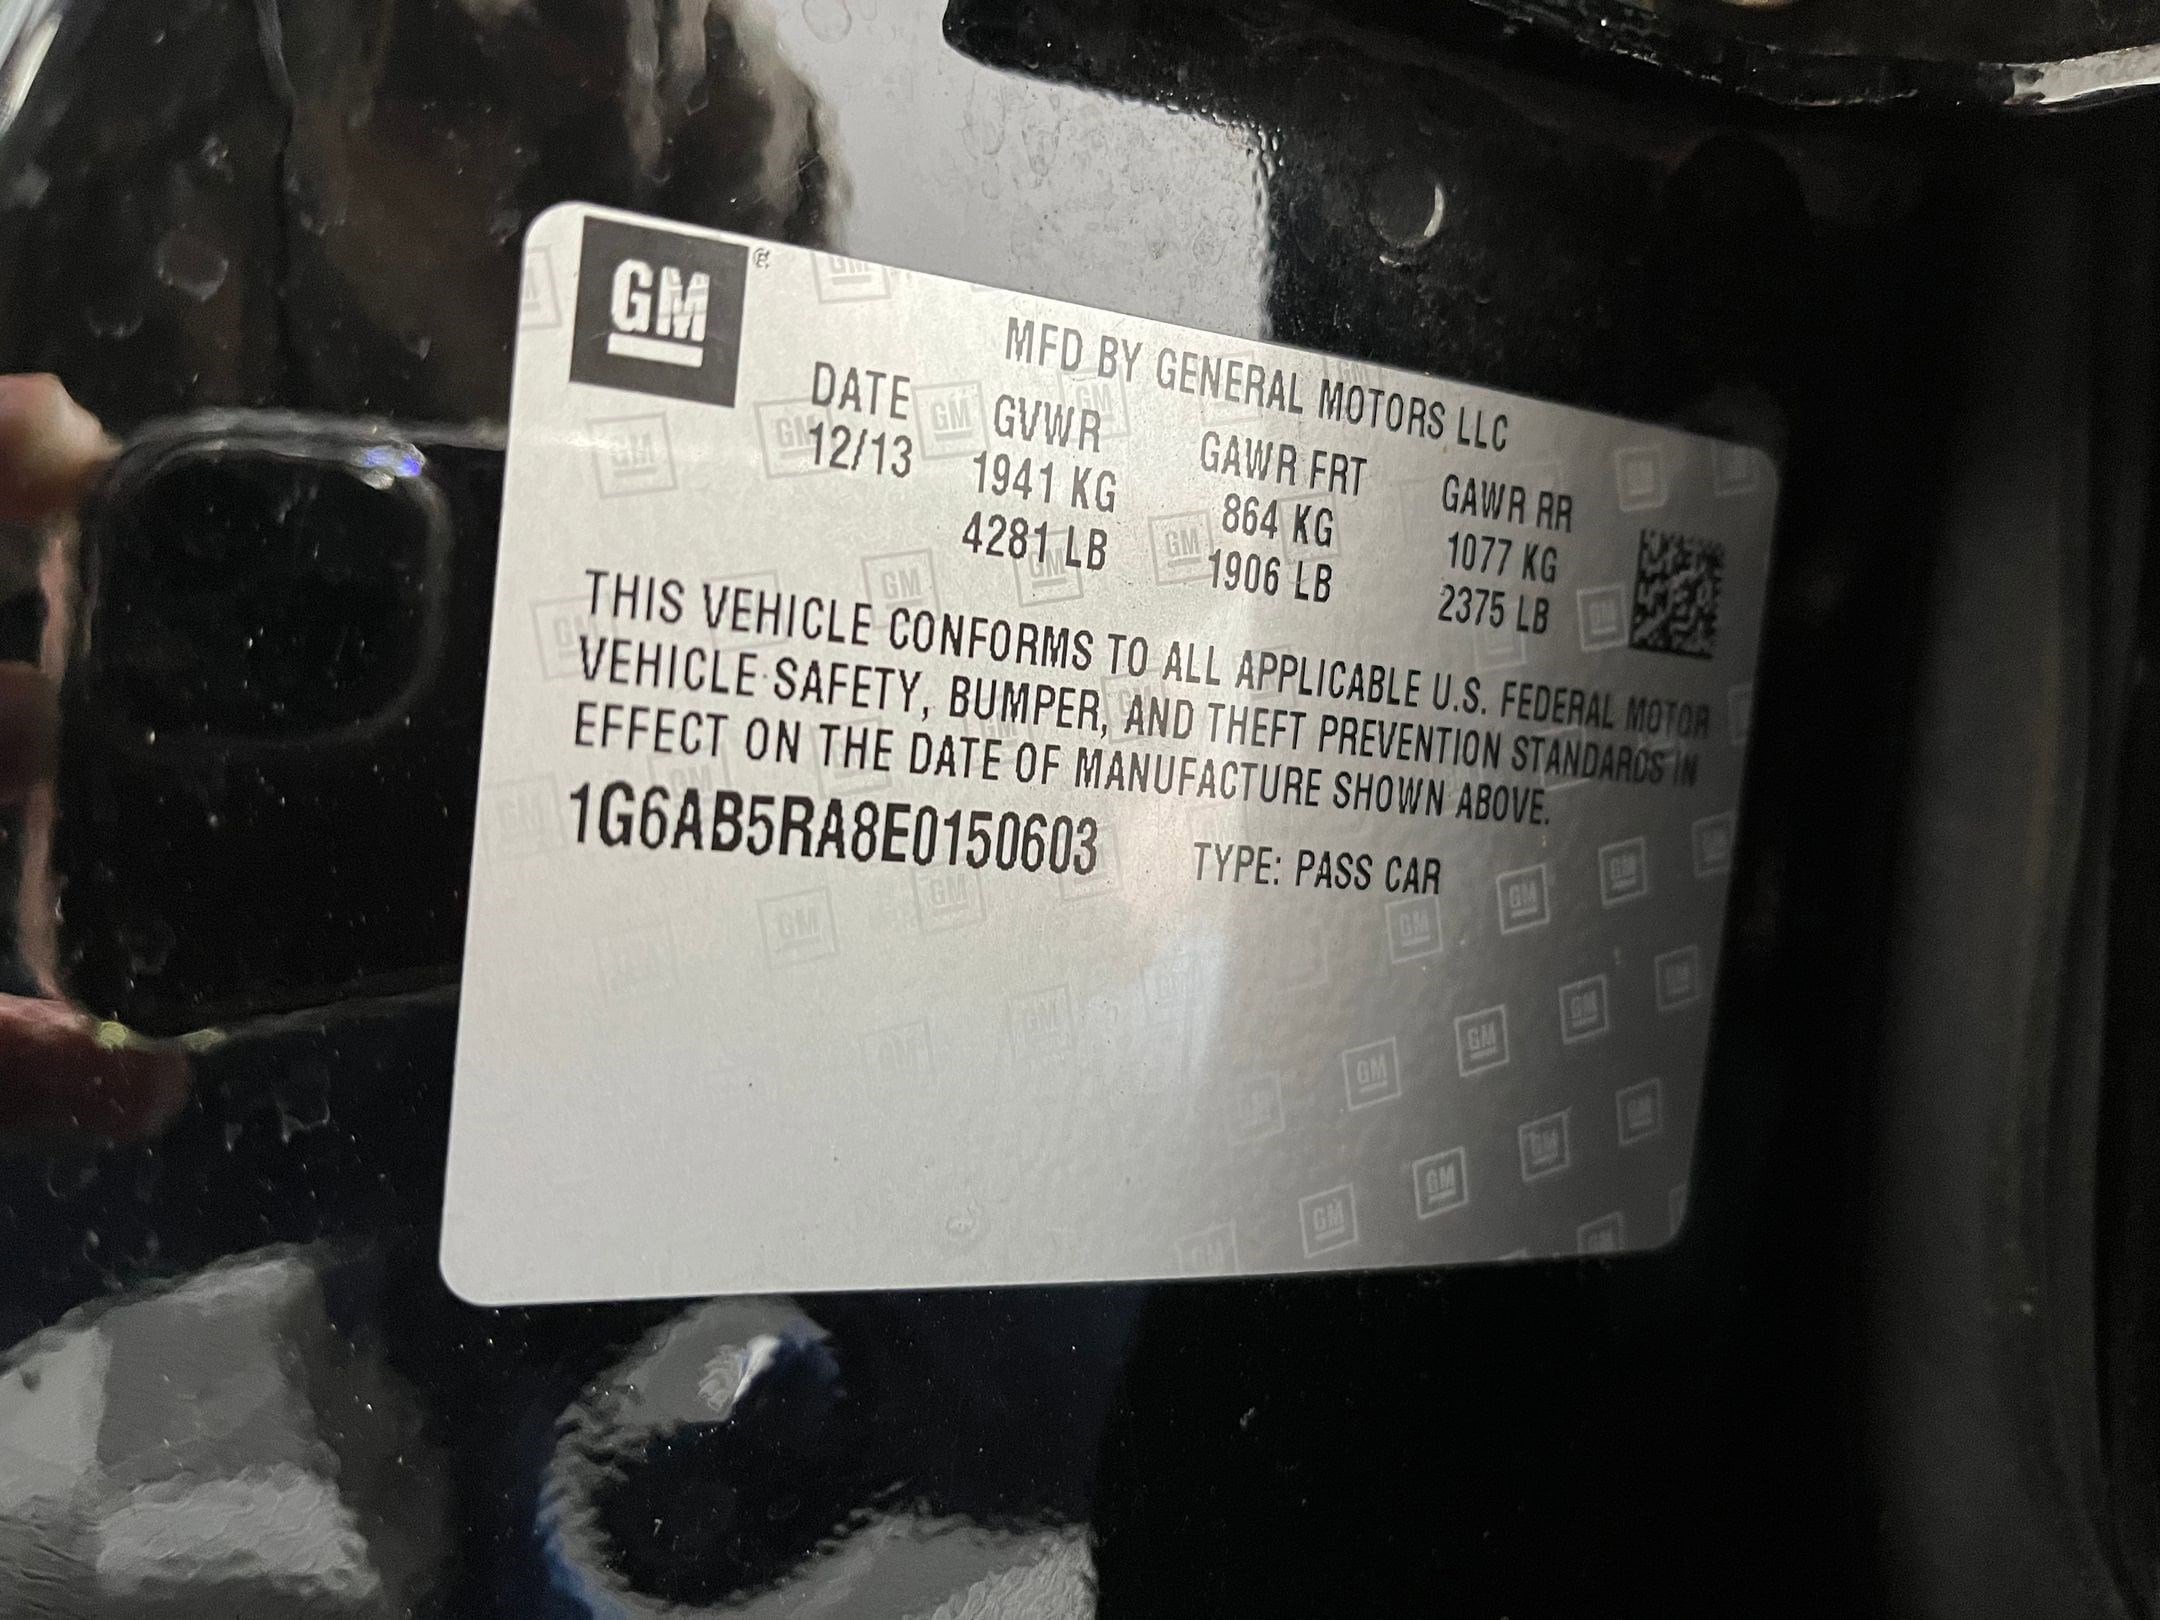 GM
MFD BY GENERAL MOTORS LLC
DATE GVWR GAWR FRT GAWR RR
12/13 1941 KG 864 KG 1077 KG
4281 LB 1906 LB 2375 LB
THIS VEHICLE CONFORMS TO ALL APPLICABLE U.S. FEDERAL MOTOR
VEHICLE SAFETY, BUMPER, AND THEFT PREVENTION STANDARDS IN
EFFECT ON THE DATE OF MANUFACTURE SHOWN ABOVE.
1G6AB5RA8E0150603 TYPE: PASS CAR